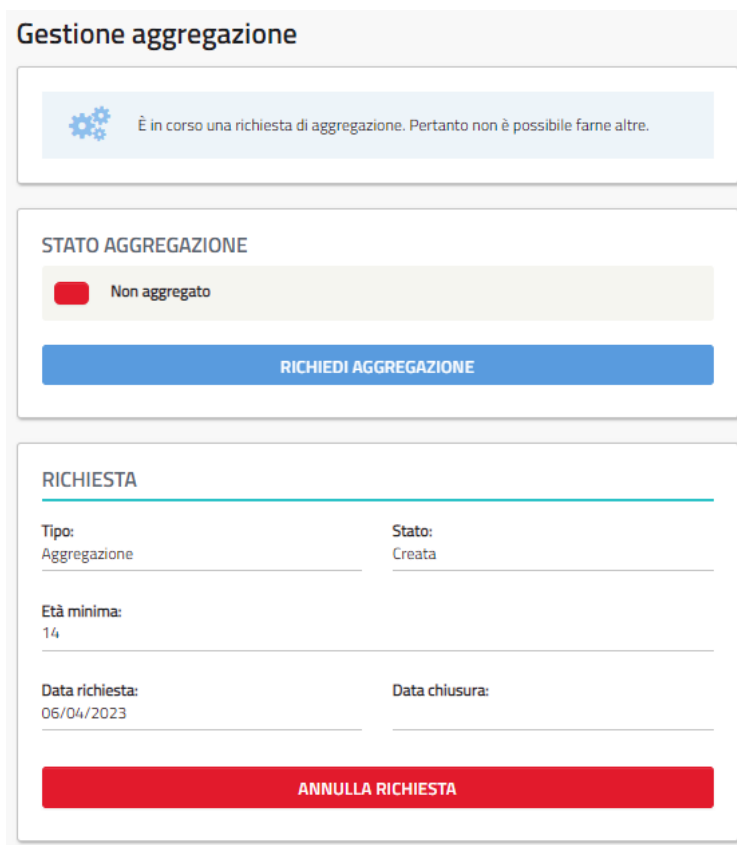 Gestione aggregazione
È in corso una richiesta di aggregazione. Pertanto non è possibile farne altre.
STATO AGGREGAZIONE
Non aggregato
RICHIEDI AGGREGAZIONE
RICHIESTA
Tipo: Stato:
Aggregazione Creata
Età minima:
14
Data richiesta: Data chiusura:
06/04/2023
ANNULLA RICHIESTA